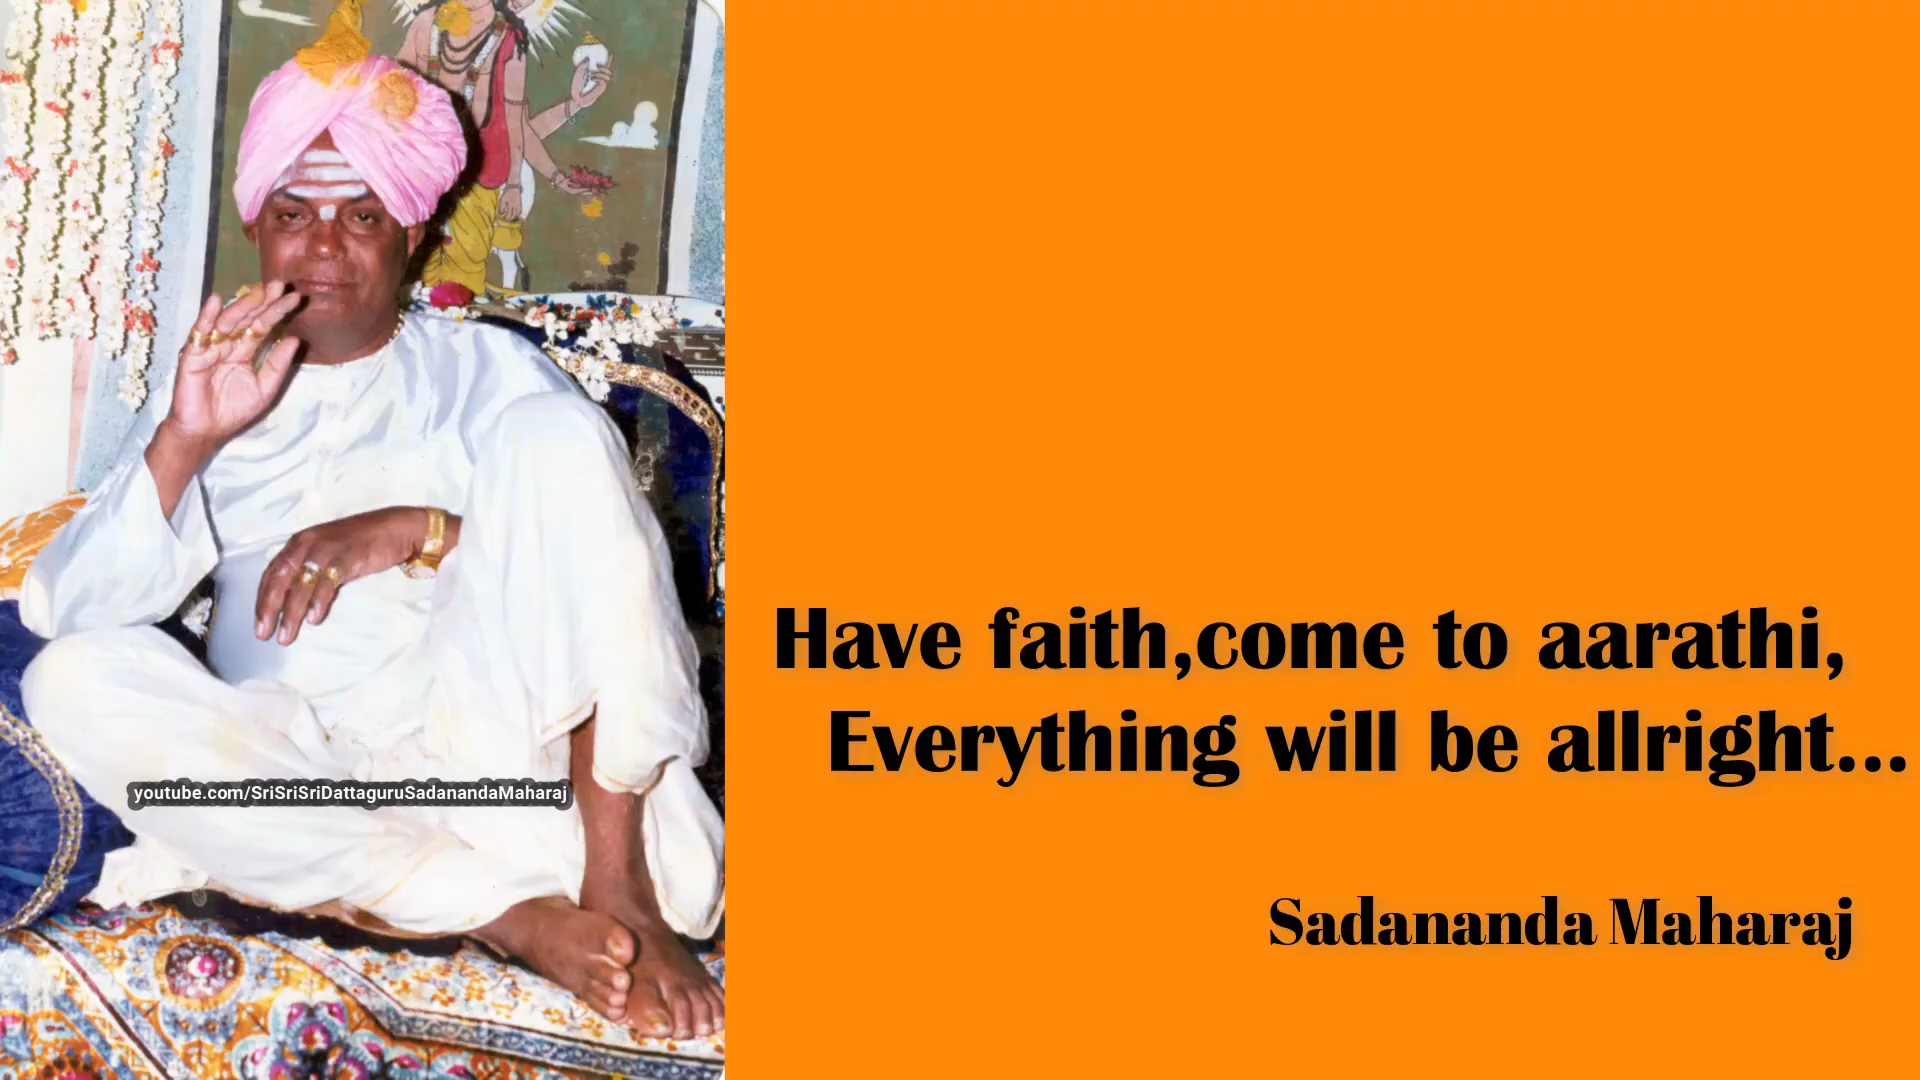 Have faith,come to aarathi,
Everything will be allright...
youtube.com/SriSriSriDattaguruSadanandaMaharaj
Sadananda Maharaj